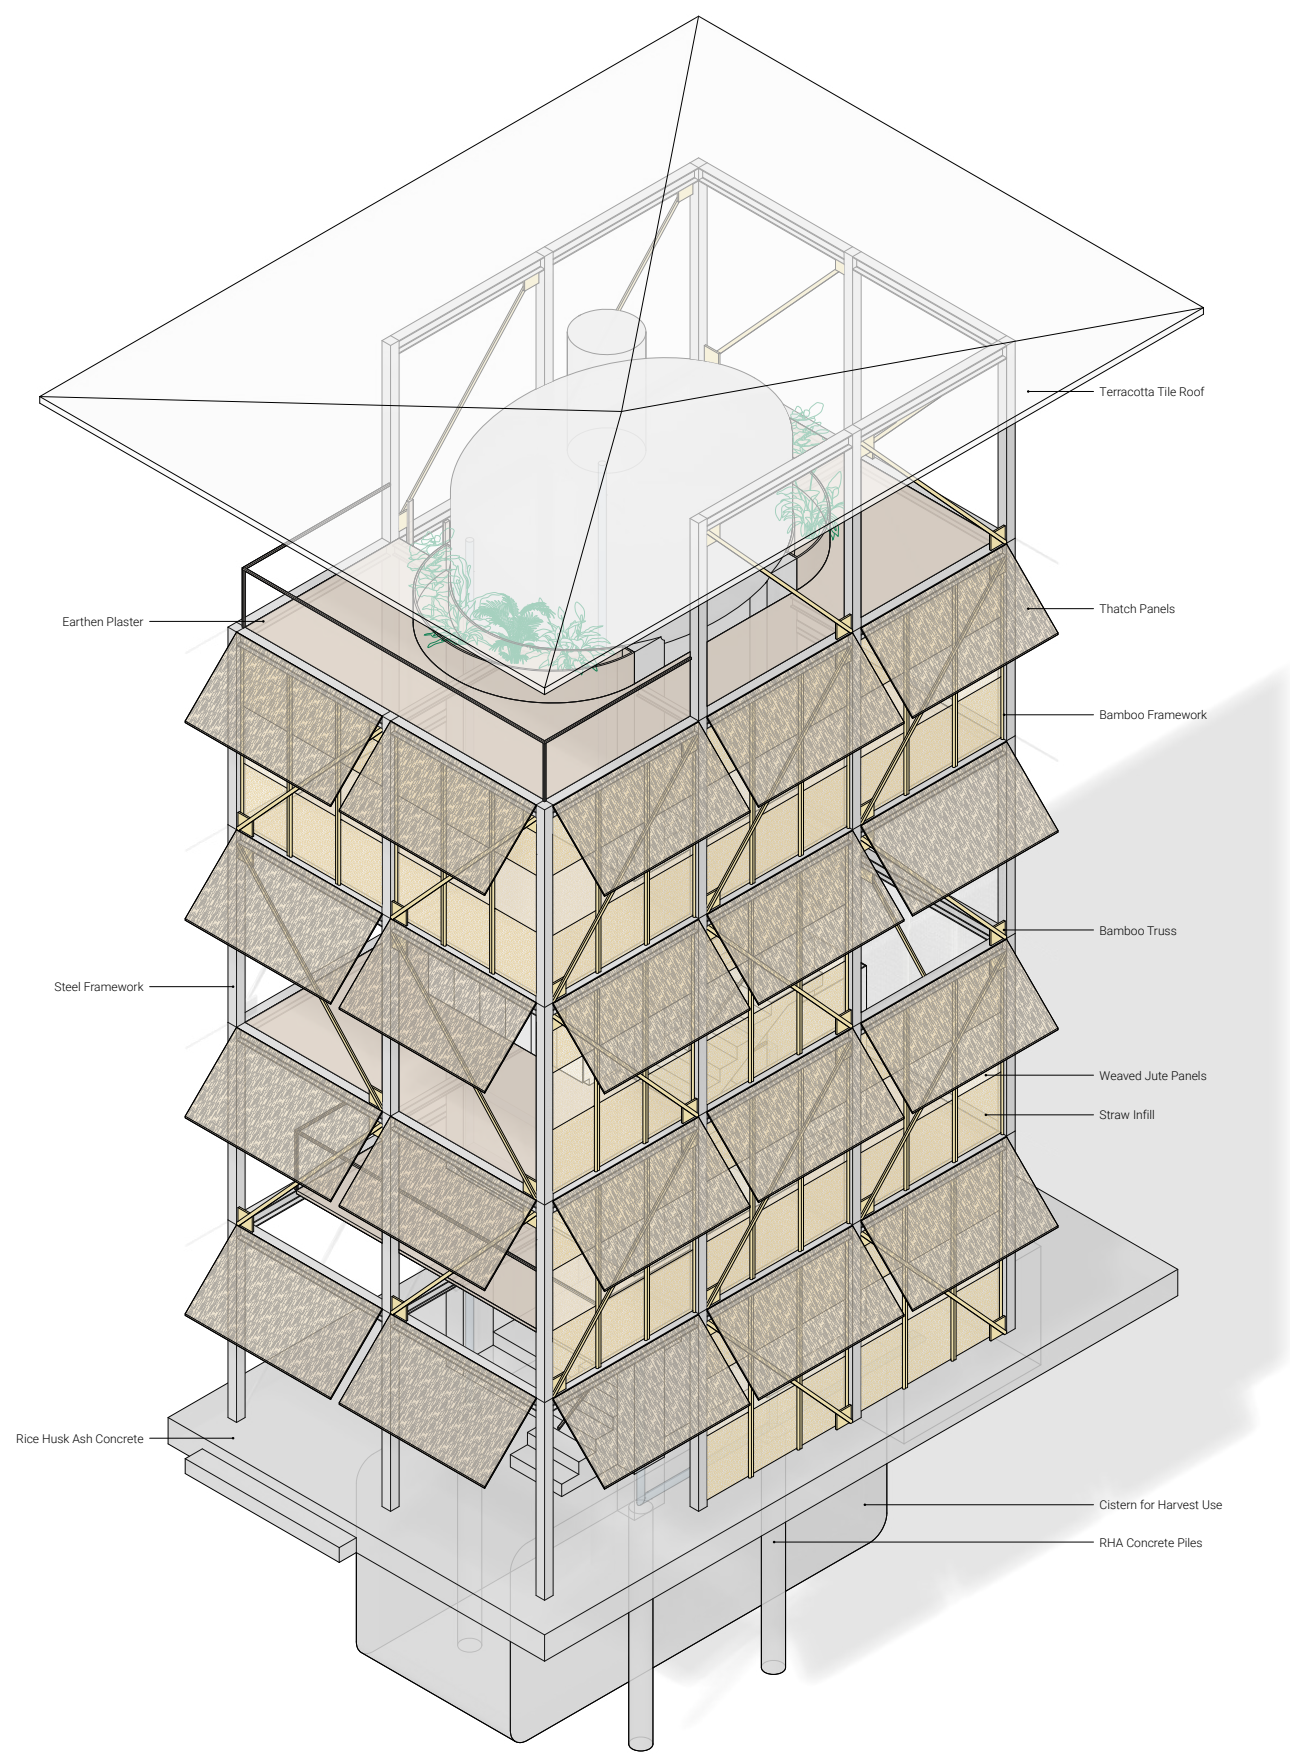 Terracotta Tile Roof
Thatch Panels
Earthen Plaster
Bamboo Framework
Bamboo Truss
Steel Framework
Weaved Jute Panels
Straw Infill
Rice Husk Ash Concrete
Cistern for Harvest Use
RHA Concrete Piles